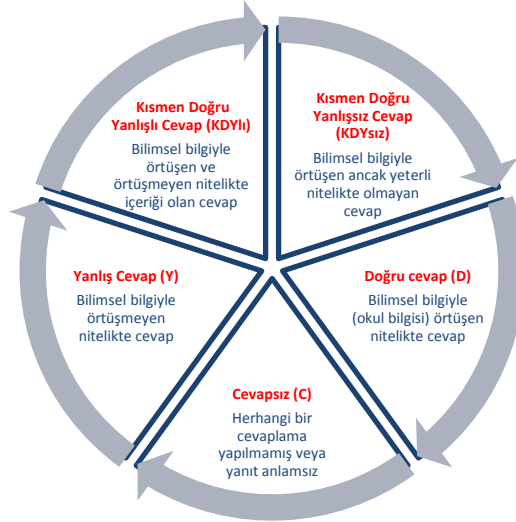 Kısmen Doğru
Yanlışlı Cevap (KDYlı)
Bilimsel bilgiyle
örtüşen ve
örtüşmeyen nitelikte
içeriği olan cevap
Kısmen Doğru
Yanlışsız Cevap
(KDYsız)
Bilimsel bilgiyle
örtüşen ancak yeterli
nitelikte olmayan
cevap
Doğru cevap (D)
Bilimsel bilgiyle
(okul bilgisi) örtüşen
nitelikte cevap
Cevapsız (C)
Herhangi bir
cevaplama
yapılmamış veya
yanıt anlamsız
Yanlış Cevap (Y)
Bilimsel bilgiyle
örtüşmeyen
nitelikte cevap